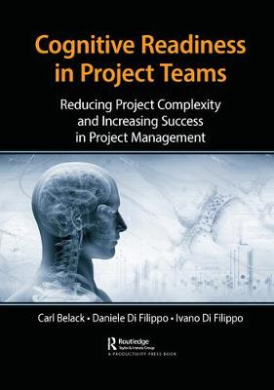 Cognitive Readiness
in Project Teams
Reducing Project Complexity
and Increasing Success
in Project Management
Carl Belack • Daniele Di Filippo • Ivano Di Filippo
Routledge
Taylor & Francis Group
A PRODUCTIVITY PRESS BOOK